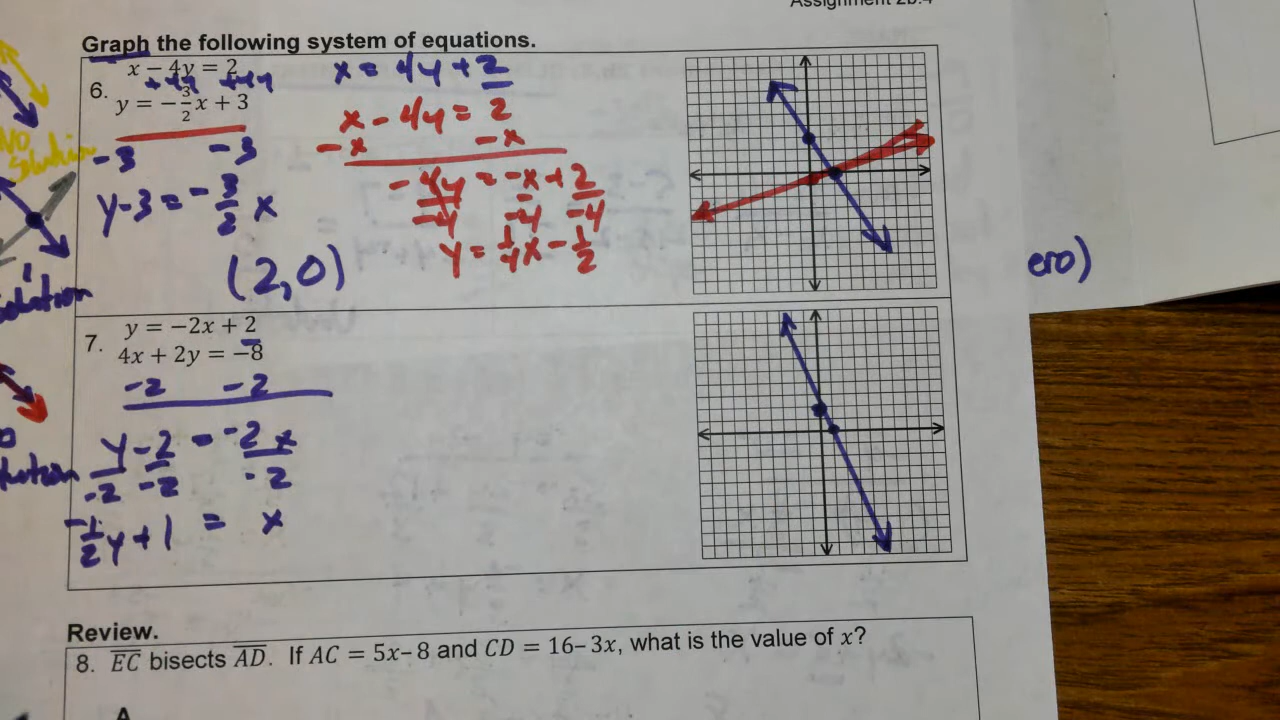 Assignment 2b.4
Graph the following system of equations.
6. x − 4y = 2
+4y +4y
y = −3/2x + 3
-3 -3
y-3 = -3/2 x
(2,0)
x = 4y + 2
x - 4y = 2
-x -x
-4y = -x + 2
-4 -4 -4
y = 1/4x - 1/2
7. y = −2x + 2
4x + 2y = −8
-2 -2
y-2 = -2x
-2 -2 -2
-1/2y + 1 = x
NO
Solution
1
solution
ero)
Review.
8. EC bisects AD. If AC = 5x–8 and CD = 16–3x, what is the value of x?
A